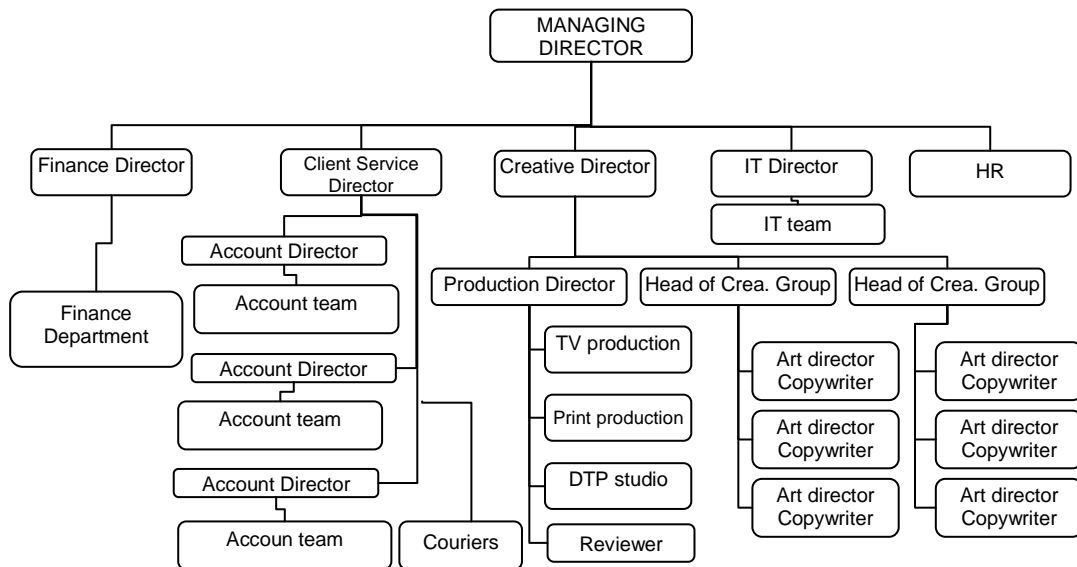 MANAGING
DIRECTOR
Finance Director
Client Service
Director
Creative Director
IT Director
HR
IT team
Account Director
Account team
Finance
Department
Account Director
Account team
Account Director
Accoun team
Couriers
Production Director
Head of Crea. Group
Head of Crea. Group
TV production
Print production
DTP studio
Reviewer
Art director
Copywriter
Art director
Copywriter
Art director
Copywriter
Art director
Copywriter
Art director
Copywriter
Art director
Copywriter